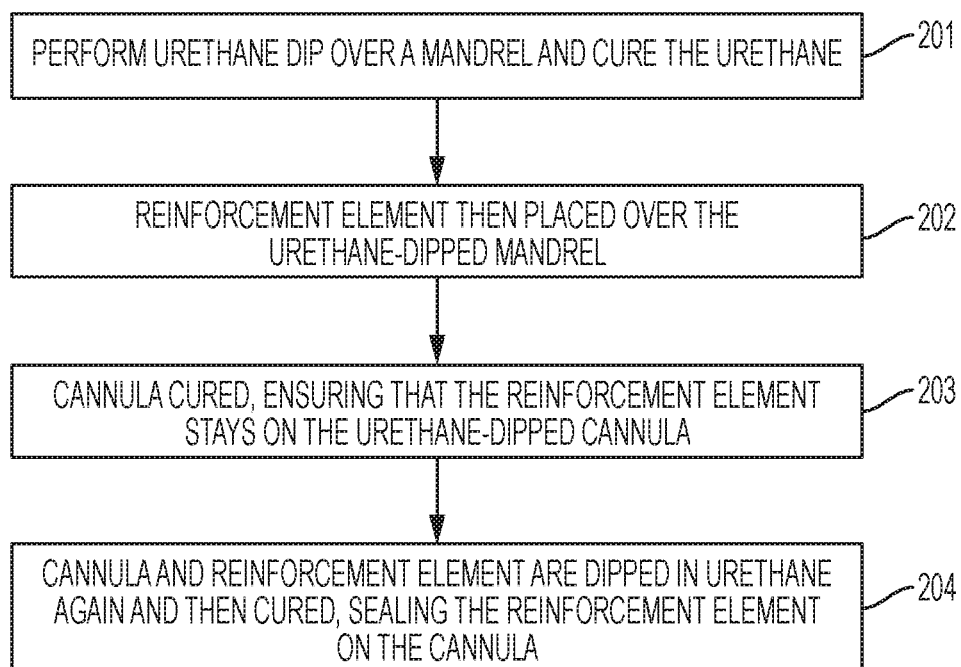 PERFORM URETHANE DIP OVER A MANDREL AND CURE THE URETHANE
201
REINFORCEMENT ELEMENT THEN PLACED OVER THE
URETHANE-DIPPED MANDREL
202
CANNULA CURED, ENSURING THAT THE REINFORCEMENT ELEMENT
STAYS ON THE URETHANE-DIPPED CANNULA
203
CANNULA AND REINFORCEMENT ELEMENT ARE DIPPED IN URETHANE
AGAIN AND THEN CURED, SEALING THE REINFORCEMENT ELEMENT
ON THE CANNULA
204